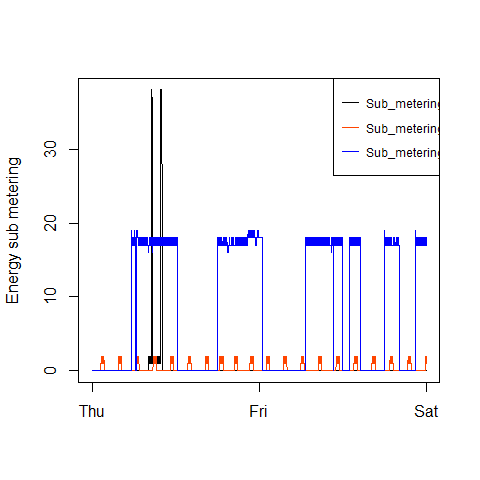 Energy sub metering
30
20
10
0
Thu Fri Sat
Sub_metering
Sub_metering
Sub_metering